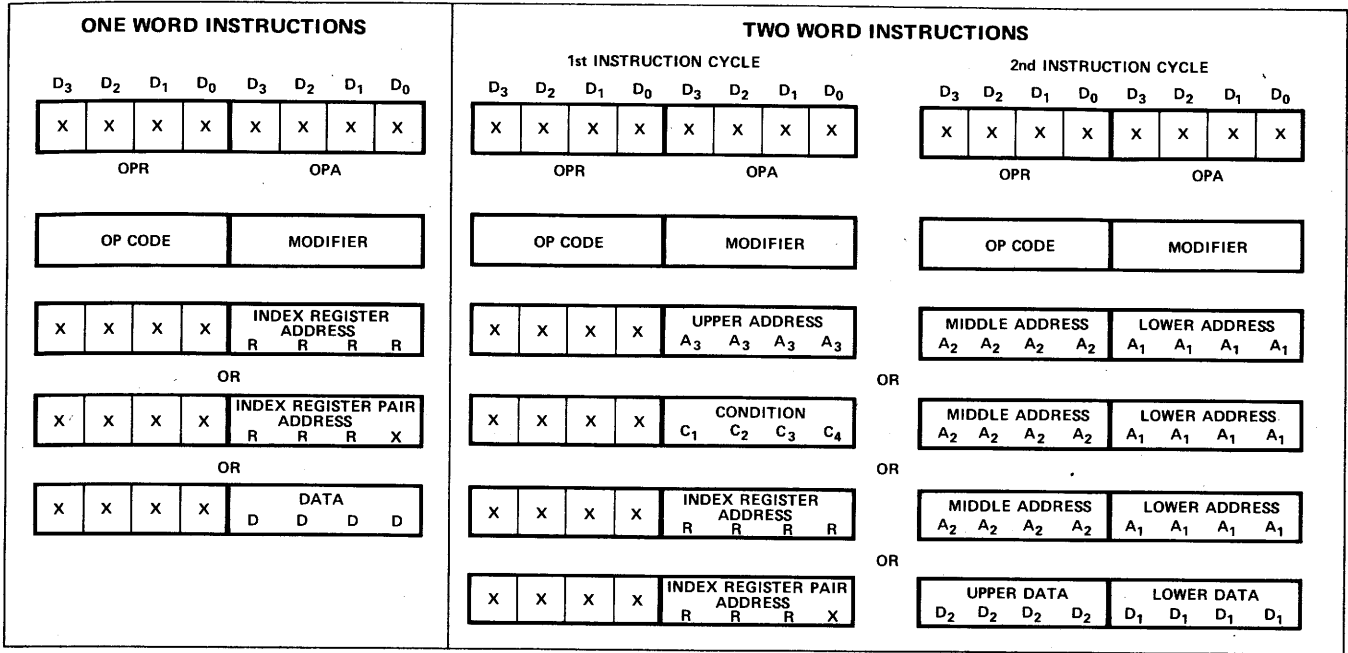 ONE WORD INSTRUCTIONS
D3 D2 D1 D0 D3 D2 D1 D0
X X X X X X X X
OPR OPA
OP CODE MODIFIER
X X X X INDEX REGISTER
ADDRESS
R R R R
OR
X X X X INDEX REGISTER PAIR
ADDRESS
R R R X
OR
X X X X DATA
D D D D
TWO WORD INSTRUCTIONS
1st INSTRUCTION CYCLE 2nd INSTRUCTION CYCLE
D3 D2 D1 D0 D3 D2 D1 D0 D3 D2 D1 D0 D3 D2 D1 D0
X X X X X X X X X X X X X X X X
OPR OPA OPR OPA
OP CODE MODIFIER OP CODE MODIFIER
X X X X UPPER ADDRESS MIDDLE ADDRESS LOWER ADDRESS
A3 A3 A3 A3 A2 A2 A2 A2 A1 A1 A1 A1
OR
X X X X CONDITION MIDDLE ADDRESS LOWER ADDRESS
C1 C2 C3 C4 A2 A2 A2 A2 A1 A1 A1 A1
OR
X X X X INDEX REGISTER MIDDLE ADDRESS LOWER ADDRESS
ADDRESS
R R R R A2 A2 A2 A2 A1 A1 A1 A1
OR
X X X X INDEX REGISTER PAIR UPPER DATA LOWER DATA
ADDRESS
R R R X D2 D2 D2 D2 D1 D1 D1 D1